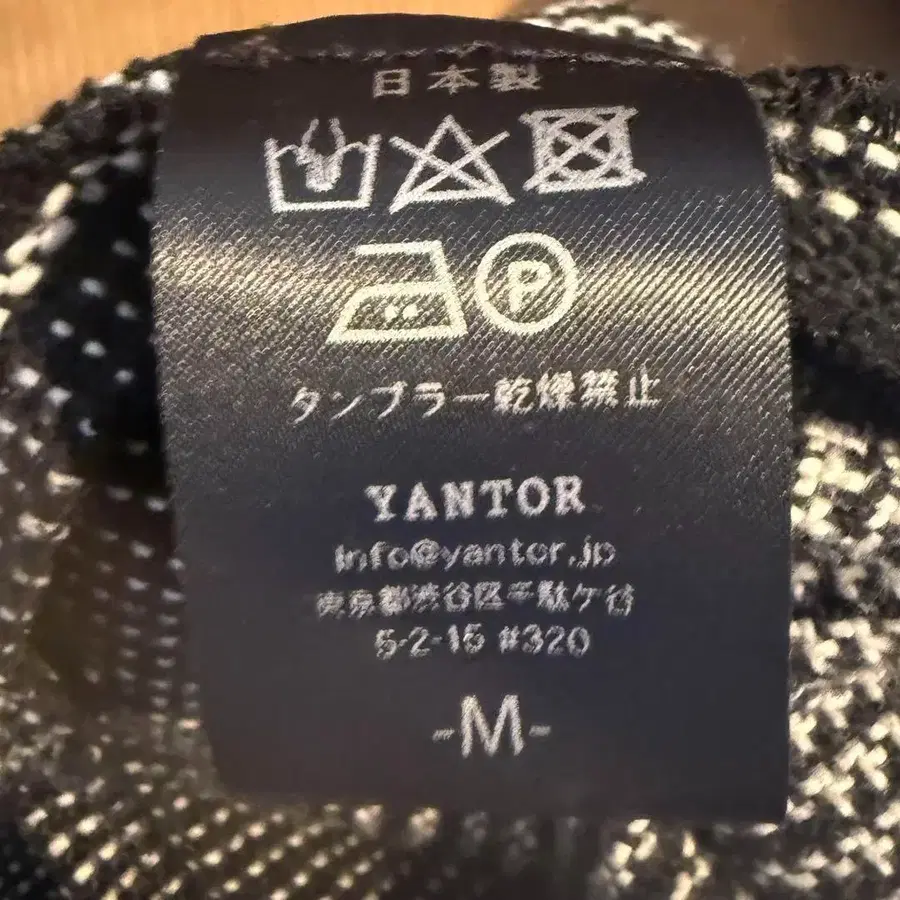 日本製
P
タンブラー乾燥禁止
YANTOR
info@yantor.jp
東京都渋谷区千駄ケ谷
5-2-15 #320
-M-